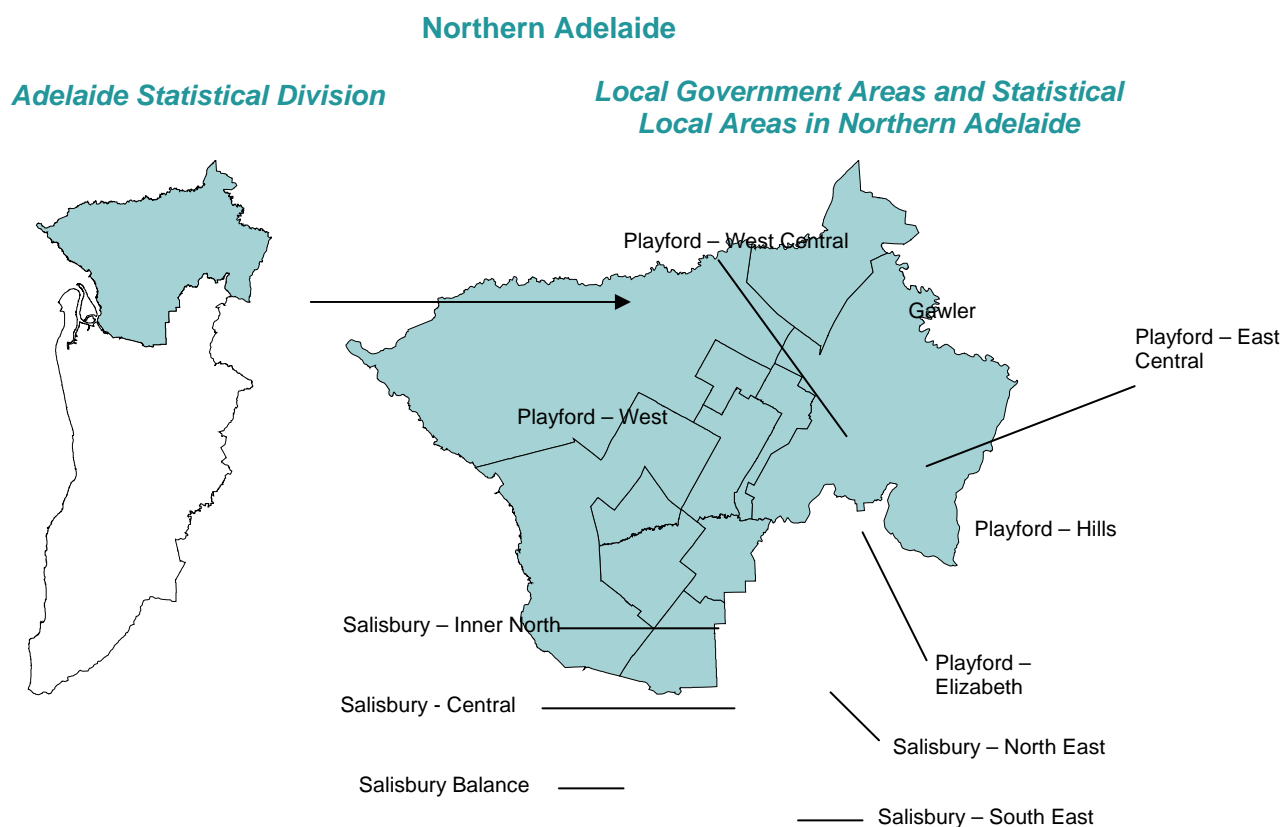 Northern Adelaide
Adelaide Statistical Division
Local Government Areas and Statistical
Local Areas in Northern Adelaide
Playford – West Central
Gawler
Playford – East
Central
Playford – West
Playford – Hills
Salisbury – Inner North
Playford –
Elizabeth
Salisbury - Central
Salisbury – North East
Salisbury Balance
Salisbury – South East